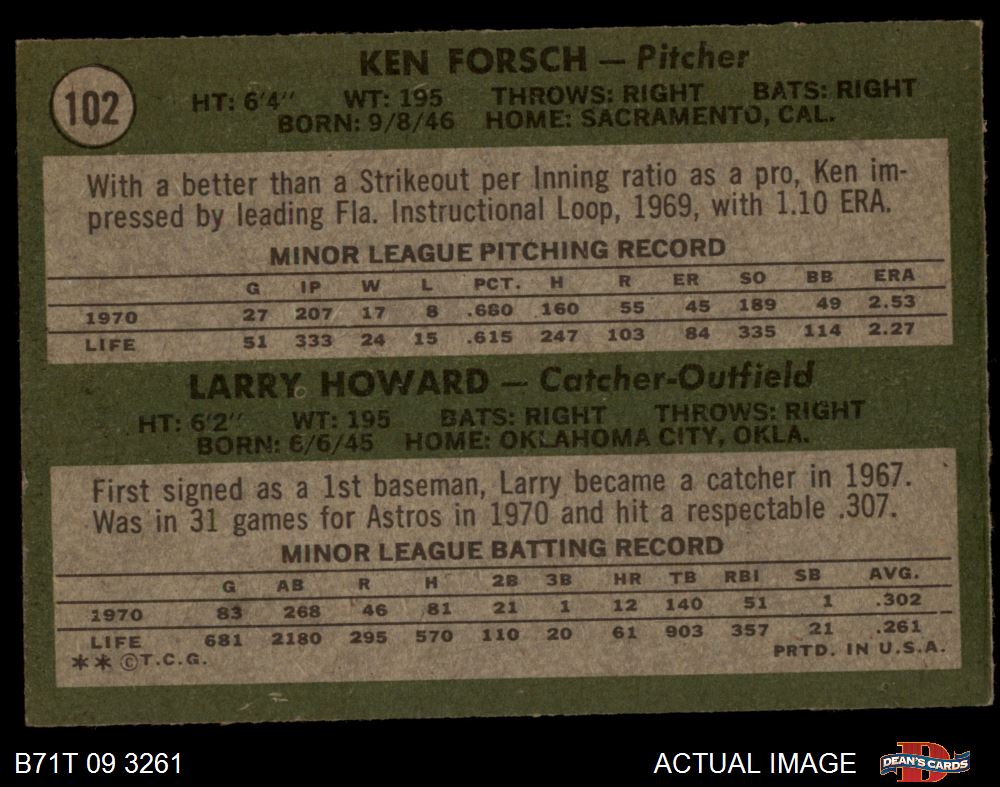 102
KEN FORSCH — Pitcher
HT: 6'4" WT: 195 THROWS: RIGHT BATS: RIGHT
BORN: 9/8/46 HOME: SACRAMENTO, CAL.
With a better than a Strikeout per Inning ratio as a pro, Ken im-
pressed by leading Fla. Instructional Loop, 1969, with 1.10 ERA.
MINOR LEAGUE PITCHING RECORD
G IP W L PCT. H R ER SO BB ERA
1970 27 207 17 8 .680 160 55 45 189 49 2.53
LIFE 51 333 24 15 .615 247 103 84 335 114 2.27
LARRY HOWARD — Catcher-Outfield
HT: 6'2" WT: 195 BATS: RIGHT THROWS: RIGHT
BORN: 6/6/45 HOME: OKLAHOMA CITY, OKLA.
First signed as a 1st baseman, Larry became a catcher in 1967.
Was in 31 games for Astros in 1970 and hit a respectable .307.
MINOR LEAGUE BATTING RECORD
G AB R H 2B 3B HR TB RBI SB AVG.
1970 83 268 46 81 21 1 12 140 51 1 .302
LIFE 681 2180 295 570 110 20 61 903 357 21 .261
** ©T.C.G. PRTD. IN U.S.A.
B71T 09 3261 ACTUAL IMAGE D DEAN'S CARDS